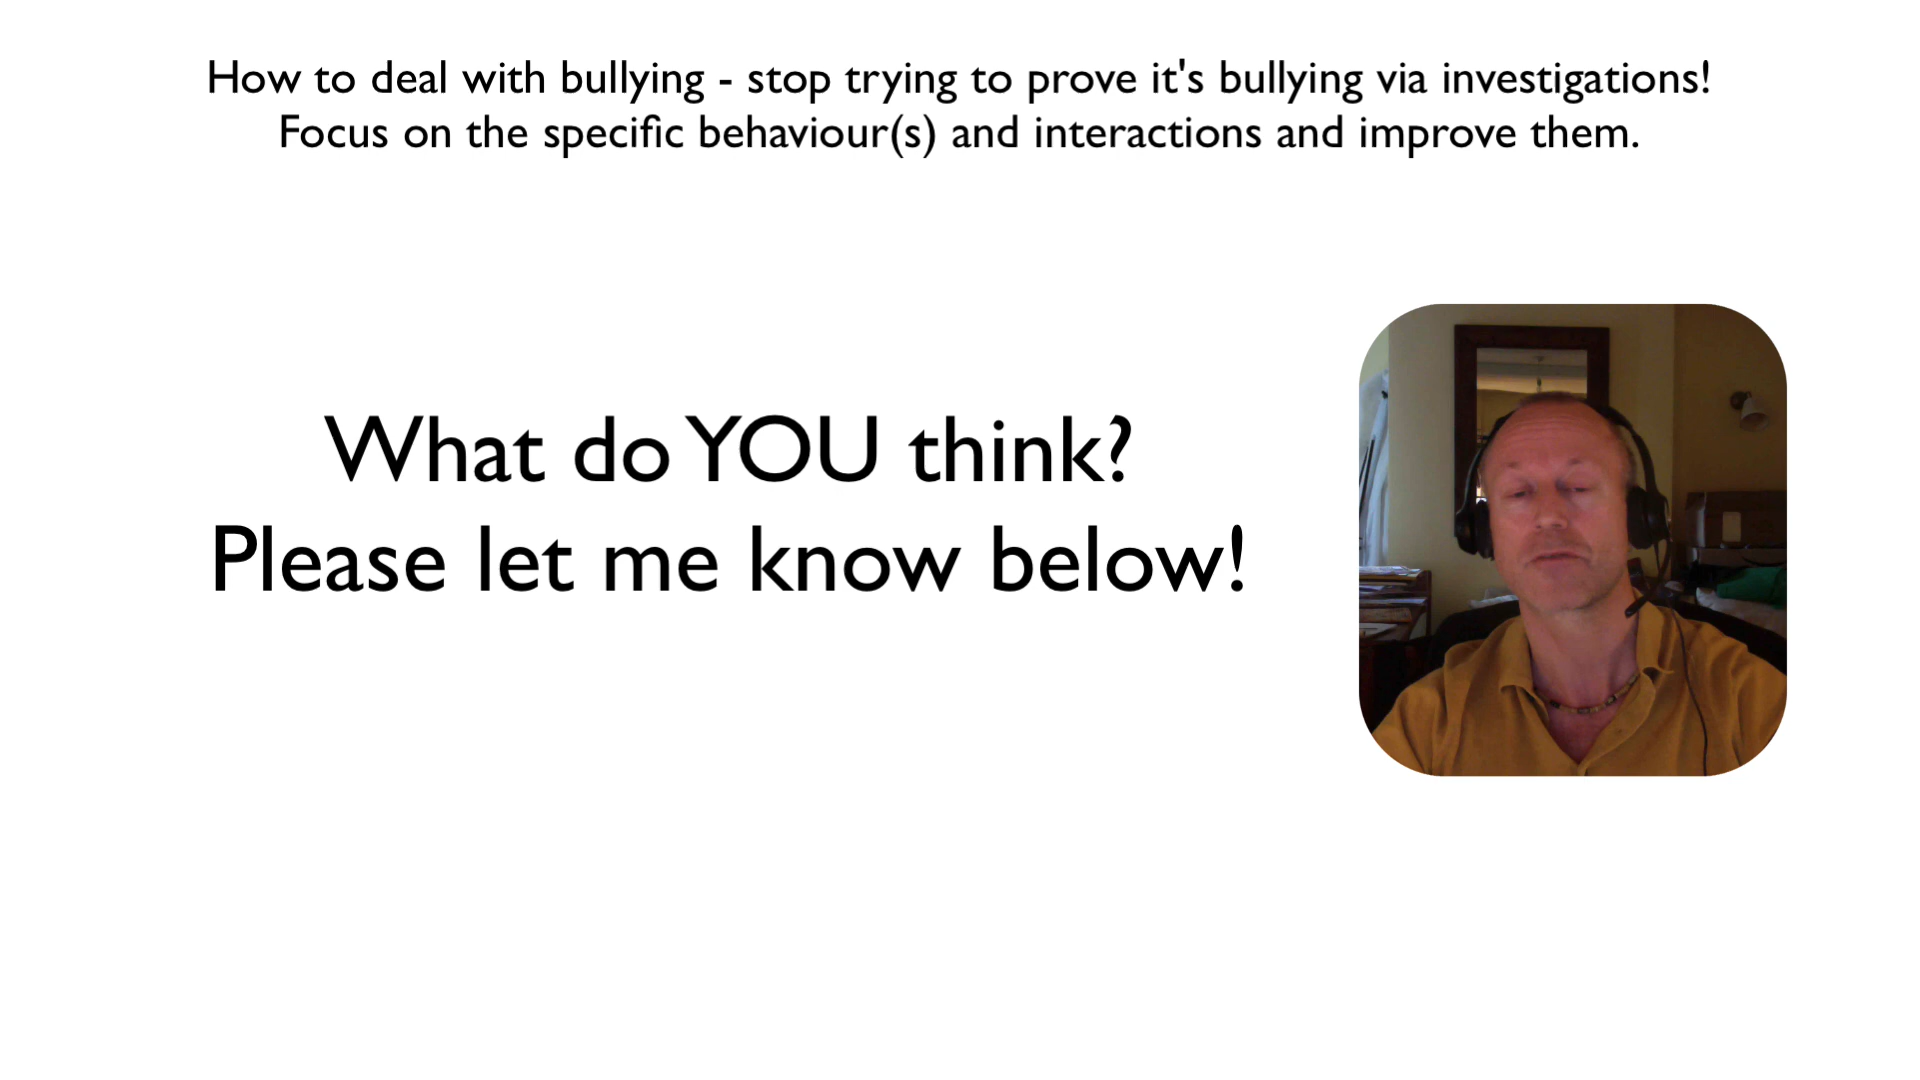 How to deal with bullying - stop trying to prove it's bullying via investigations!
Focus on the specific behaviour(s) and interactions and improve them.
What do YOU think?
Please let me know below!